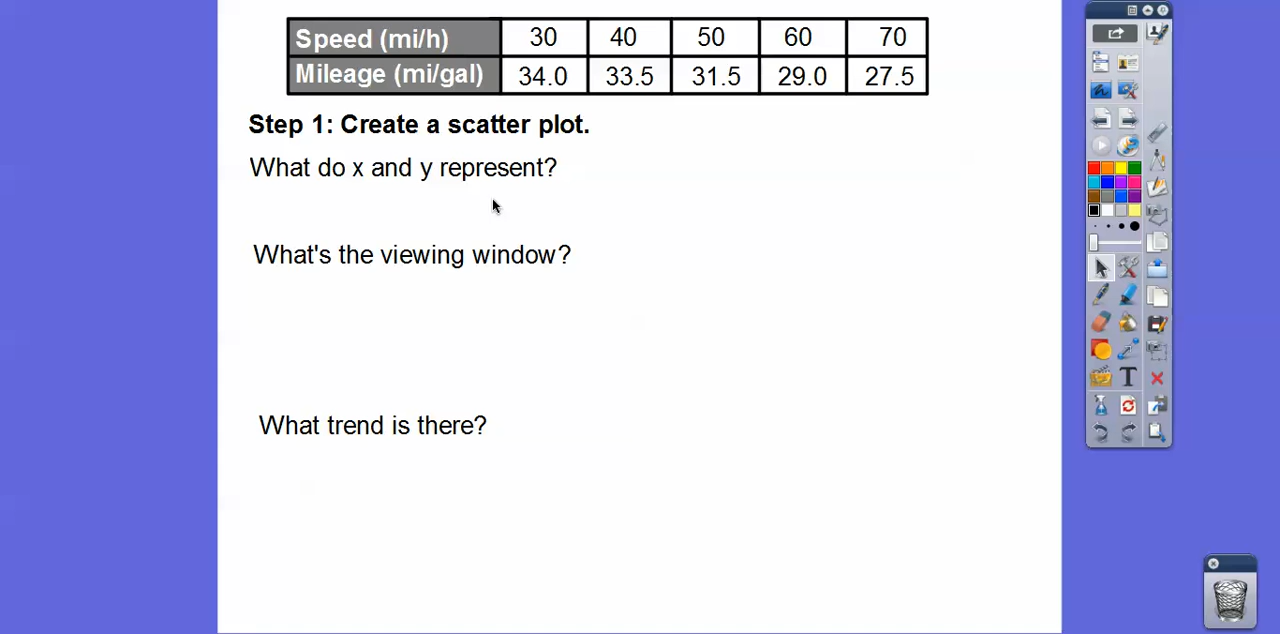 Speed (mi/h) 30 40 50 60 70
Mileage (mi/gal) 34.0 33.5 31.5 29.0 27.5
Step 1: Create a scatter plot.
What do x and y represent?
What's the viewing window?
What trend is there?
T